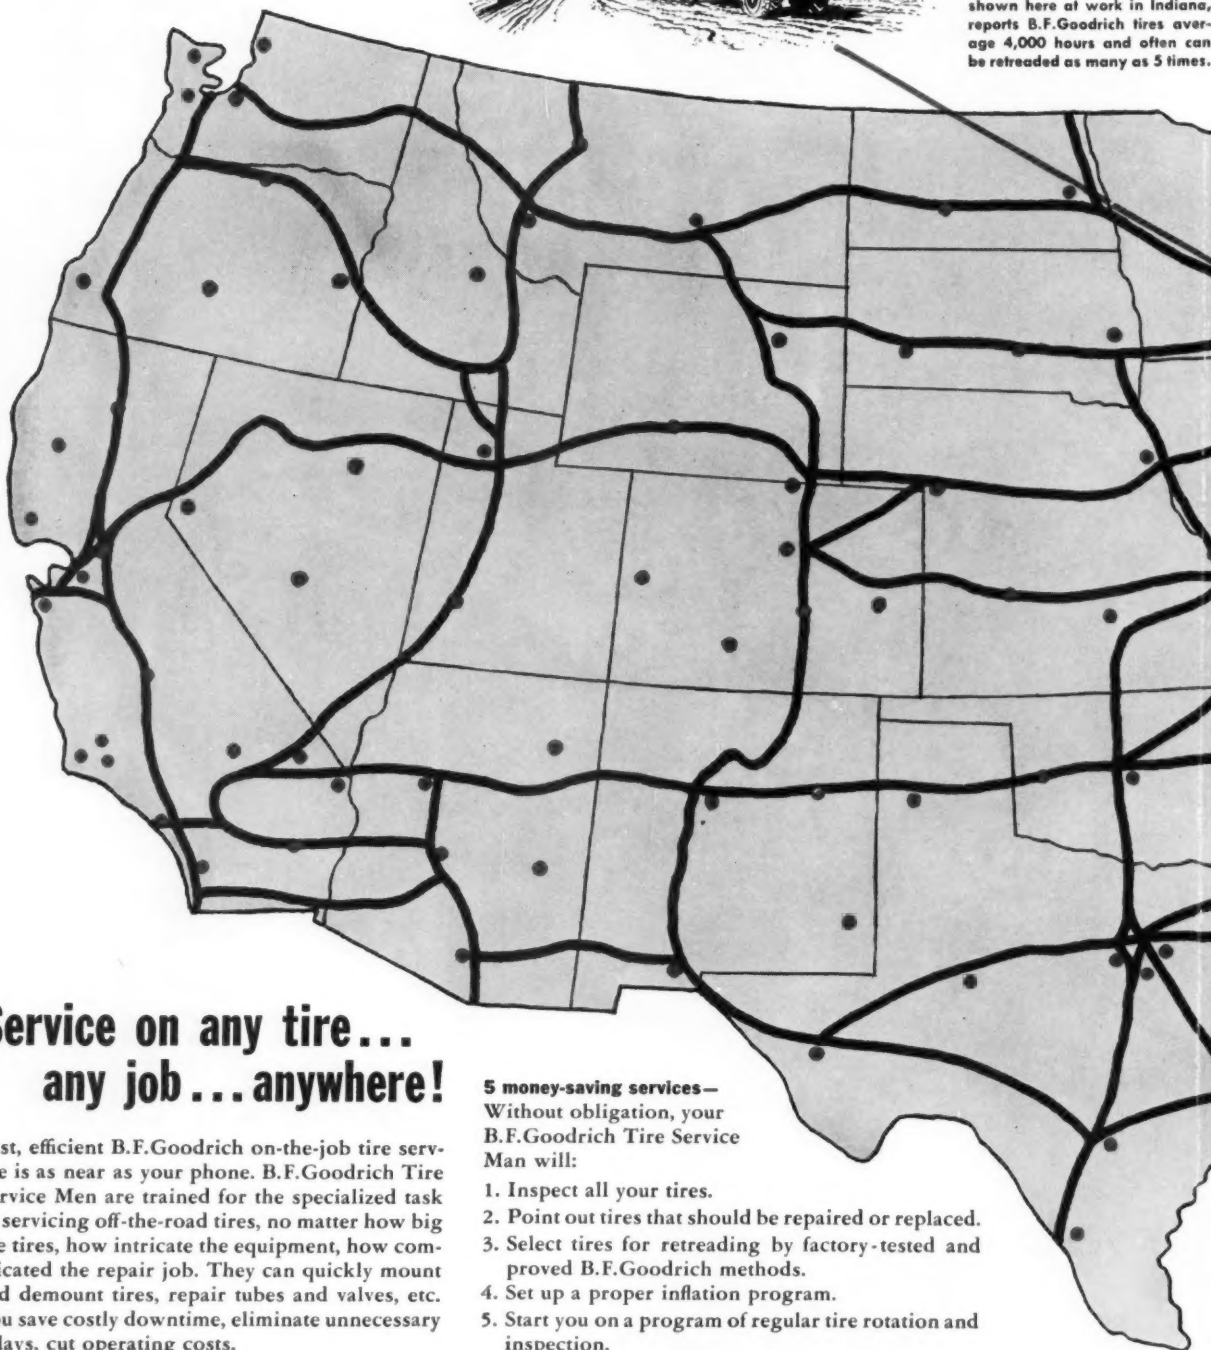 shown here at work in Indiana,
reports B.F.Goodrich tires aver-
age 4,000 hours and often can
be retreaded as many as 5 times.
Service on any tire...
any job...anywhere!
st, efficient B.F.Goodrich on-the-job tire serv-
e is as near as your phone. B.F.Goodrich Tire
rvice Men are trained for the specialized task
servicing off-the-road tires, no matter how big
e tires, how intricate the equipment, how com-
icated the repair job. They can quickly mount
d demount tires, repair tubes and valves, etc.
u save costly downtime, eliminate unnecessary
lays, cut operating costs.
5 money-saving services—
Without obligation, your
B.F.Goodrich Tire Service
Man will:
1. Inspect all your tires.
2. Point out tires that should be repaired or replaced.
3. Select tires for retreading by factory-tested and
proved B.F.Goodrich methods.
4. Set up a proper inflation program.
5. Start you on a program of regular tire rotation and
inspection.